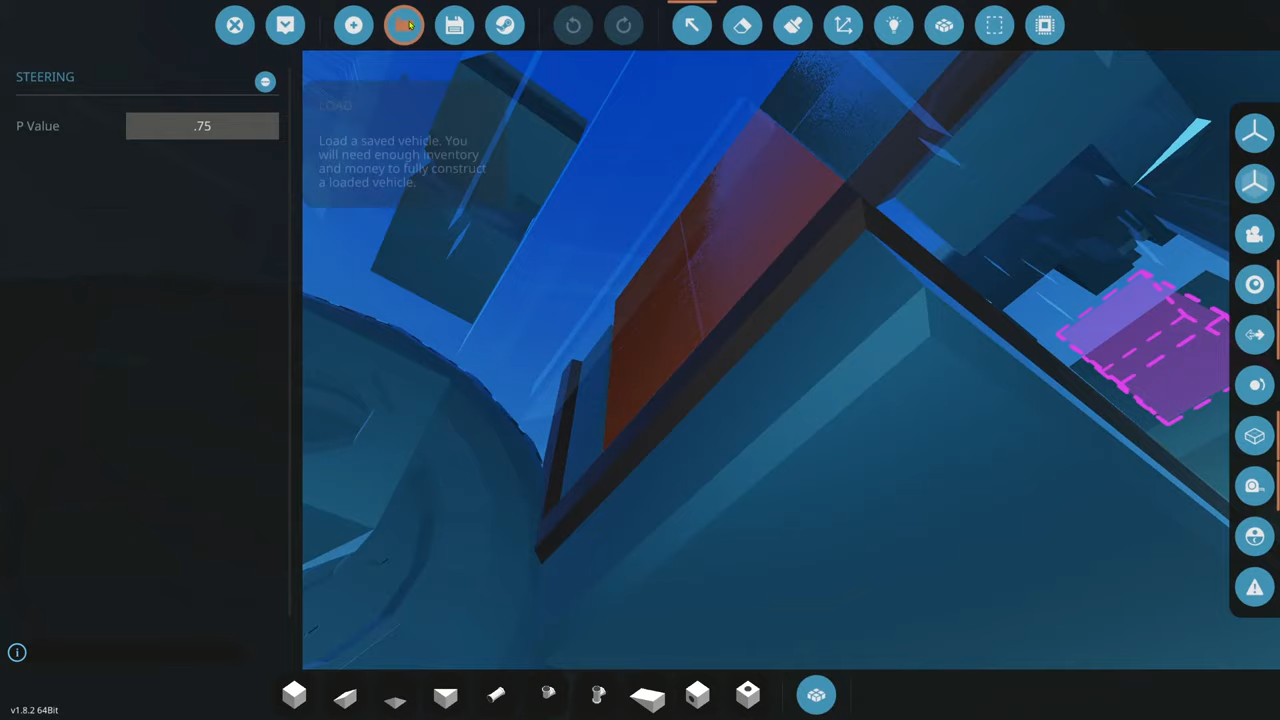 STEERING
P Value
.75
LOAD
Load a saved vehicle. You
will need enough inventory
and money to fully construct
a loaded vehicle.
v1.8.2 64Bit